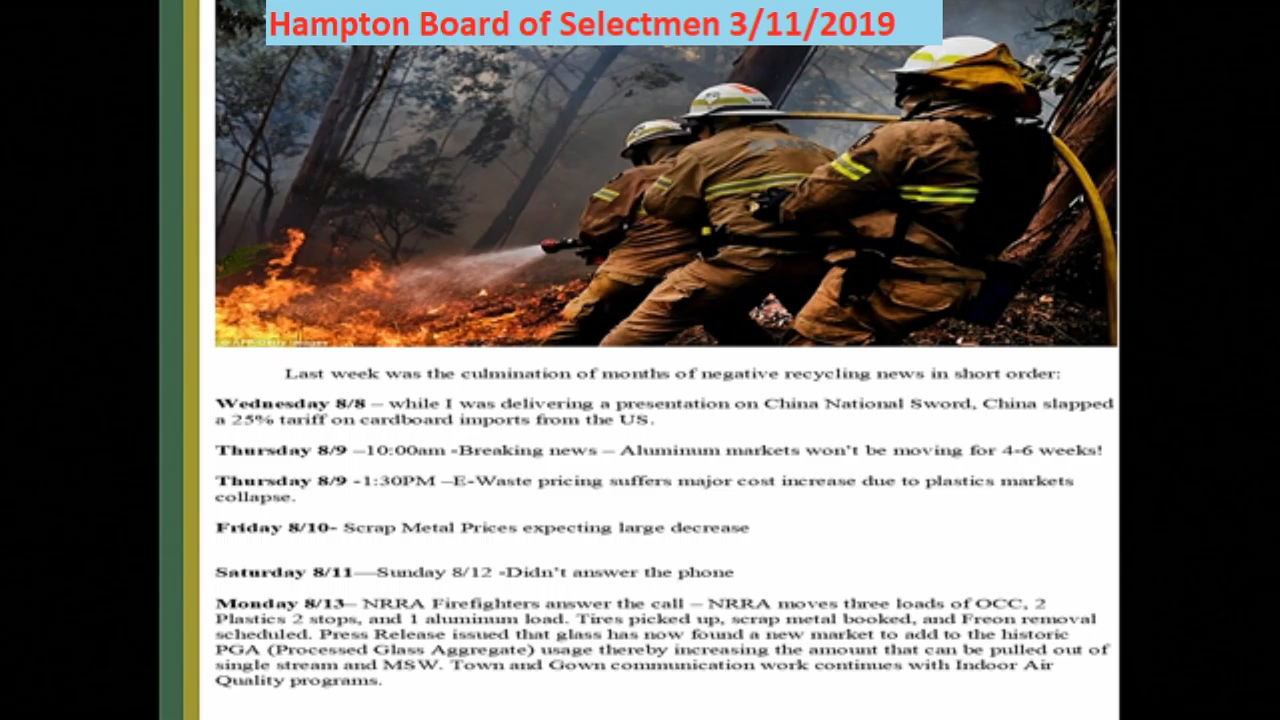 Hampton Board of Selectmen 3/11/2019
Last week was the culmination of months of negative recycling news in short order:
Wednesday 8/8 – while I was delivering a presentation on China National Sword, China slapped
a 25% tariff on cardboard imports from the US.
Thursday 8/9 –10:00am -Breaking news – Aluminum markets won't be moving for 4-6 weeks!
Thursday 8/9 -1:30PM –E-Waste pricing suffers major cost increase due to plastics markets
collapse.
Friday 8/10- Scrap Metal Prices expecting large decrease
Saturday 8/11—Sunday 8/12 -Didn't answer the phone
Monday 8/13– NRRA Firefighters answer the call – NRRA moves three loads of OCC, 2
Plastics 2 stops, and 1 aluminum load. Tires picked up, scrap metal booked, and Freon removal
scheduled. Press Release issued that glass has now found a new market to add to the historic
PGA (Processed Glass Aggregate) usage thereby increasing the amount that can be pulled out of
single stream and MSW. Town and Gown communication work continues with Indoor Air
Quality programs.